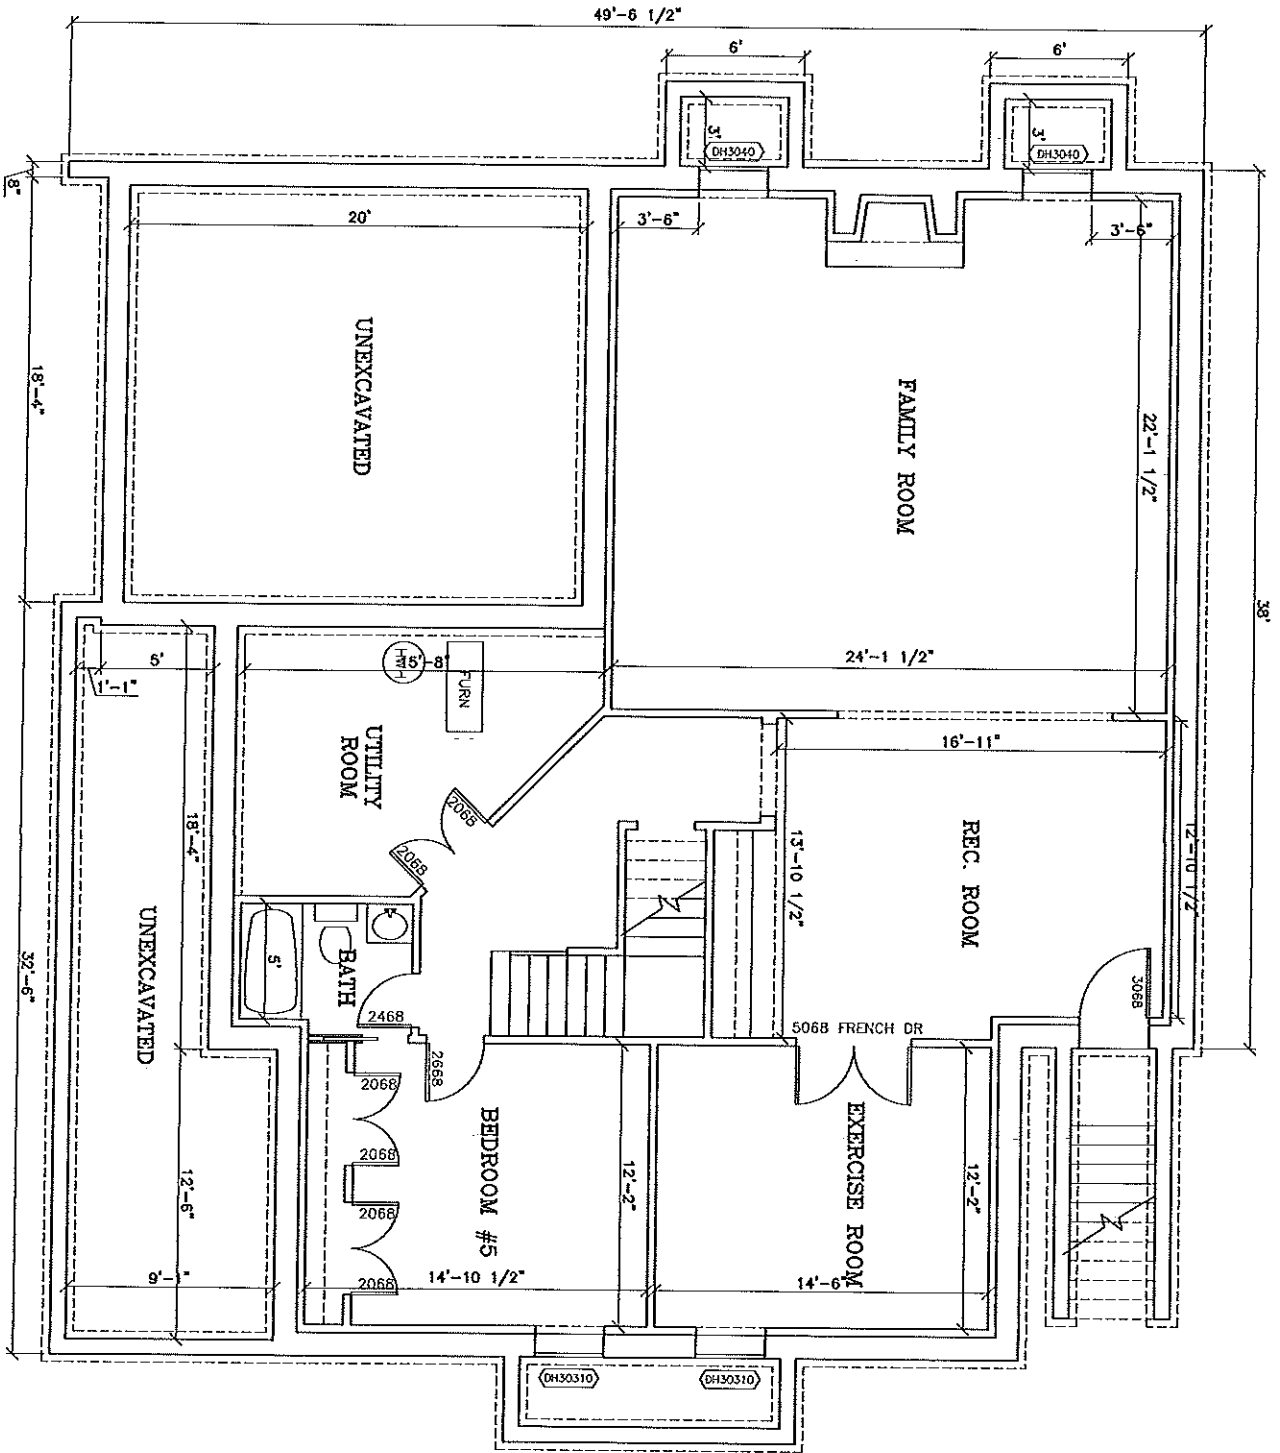 49'-6 1/2"
6'
6'
3'
DH3040
3'
DH3040
8"
20'
3'-6"
3'-6"
38'
UNEXCAVATED
18'-4"
FAMILY ROOM
22'-1 1/2"
5'
1'-1"
HWH
15'-8"
FURN
24'-1 1/2"
UTILITY
ROOM
16'-11"
2068
2068
18'-4"
13'-10 1/2"
REC. ROOM
12'-10 1/2"
UNEXCAVATED
32'-6"
5'
BATH
2468
3068
5068 FRENCH DR
2668
2068
2068
2068
2068
BEDROOM #5
12'-2"
EXERCISE ROOM
12'-2"
12'-6"
9'-1"
14'-10 1/2"
14'-6"
DH30310
DH30310